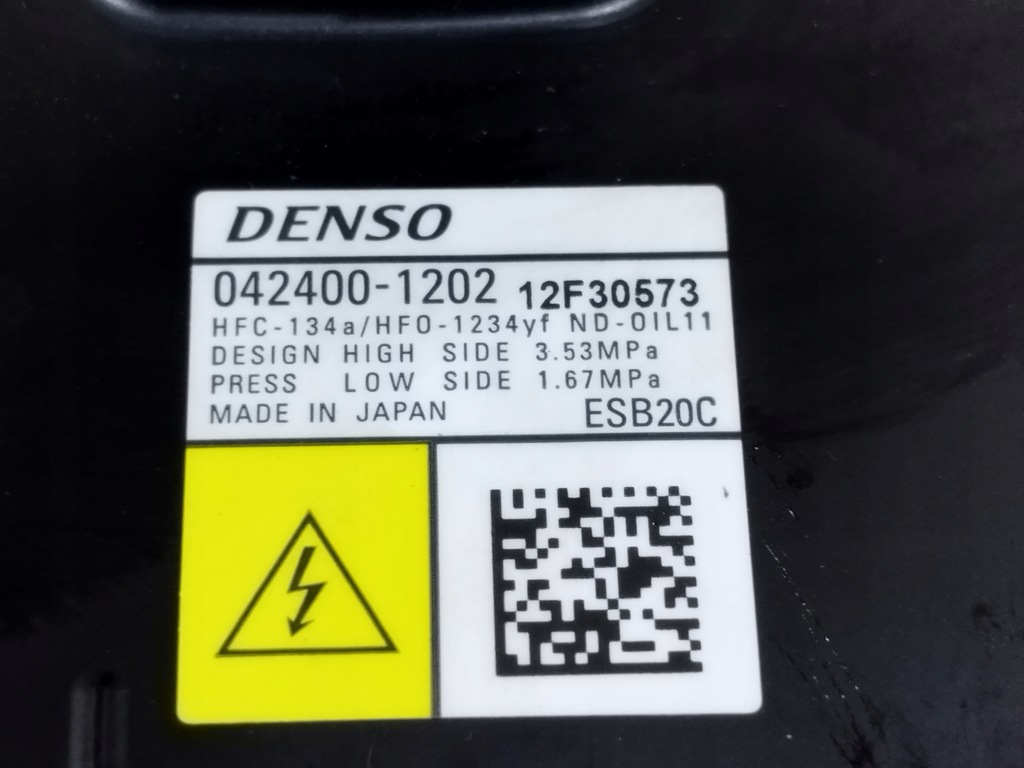 DENSO
042400-1202 12F30573
HFC-134a/HFO-1234yf ND-OIL11
DESIGN HIGH SIDE 3.53MPa
PRESS LOW SIDE 1.67MPa
MADE IN JAPAN ESB20C